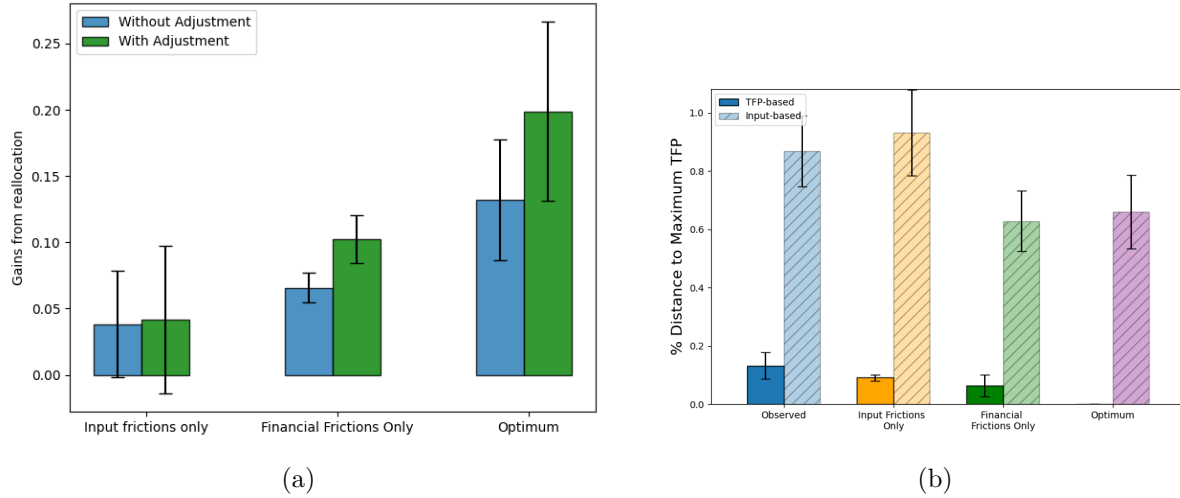 Without Adjustment
With Adjustment
Gains from reallocation
0.25
0.20
0.15
0.10
0.05
0.00
Input frictions only
Financial Frictions Only
Optimum
(a)
TFP-based
Input-based
% Distance to Maximum TFP
1.0
0.8
0.6
0.4
0.2
0.0
Observed
Input Frictions
Only
Financial
Frictions Only
Optimum
(b)